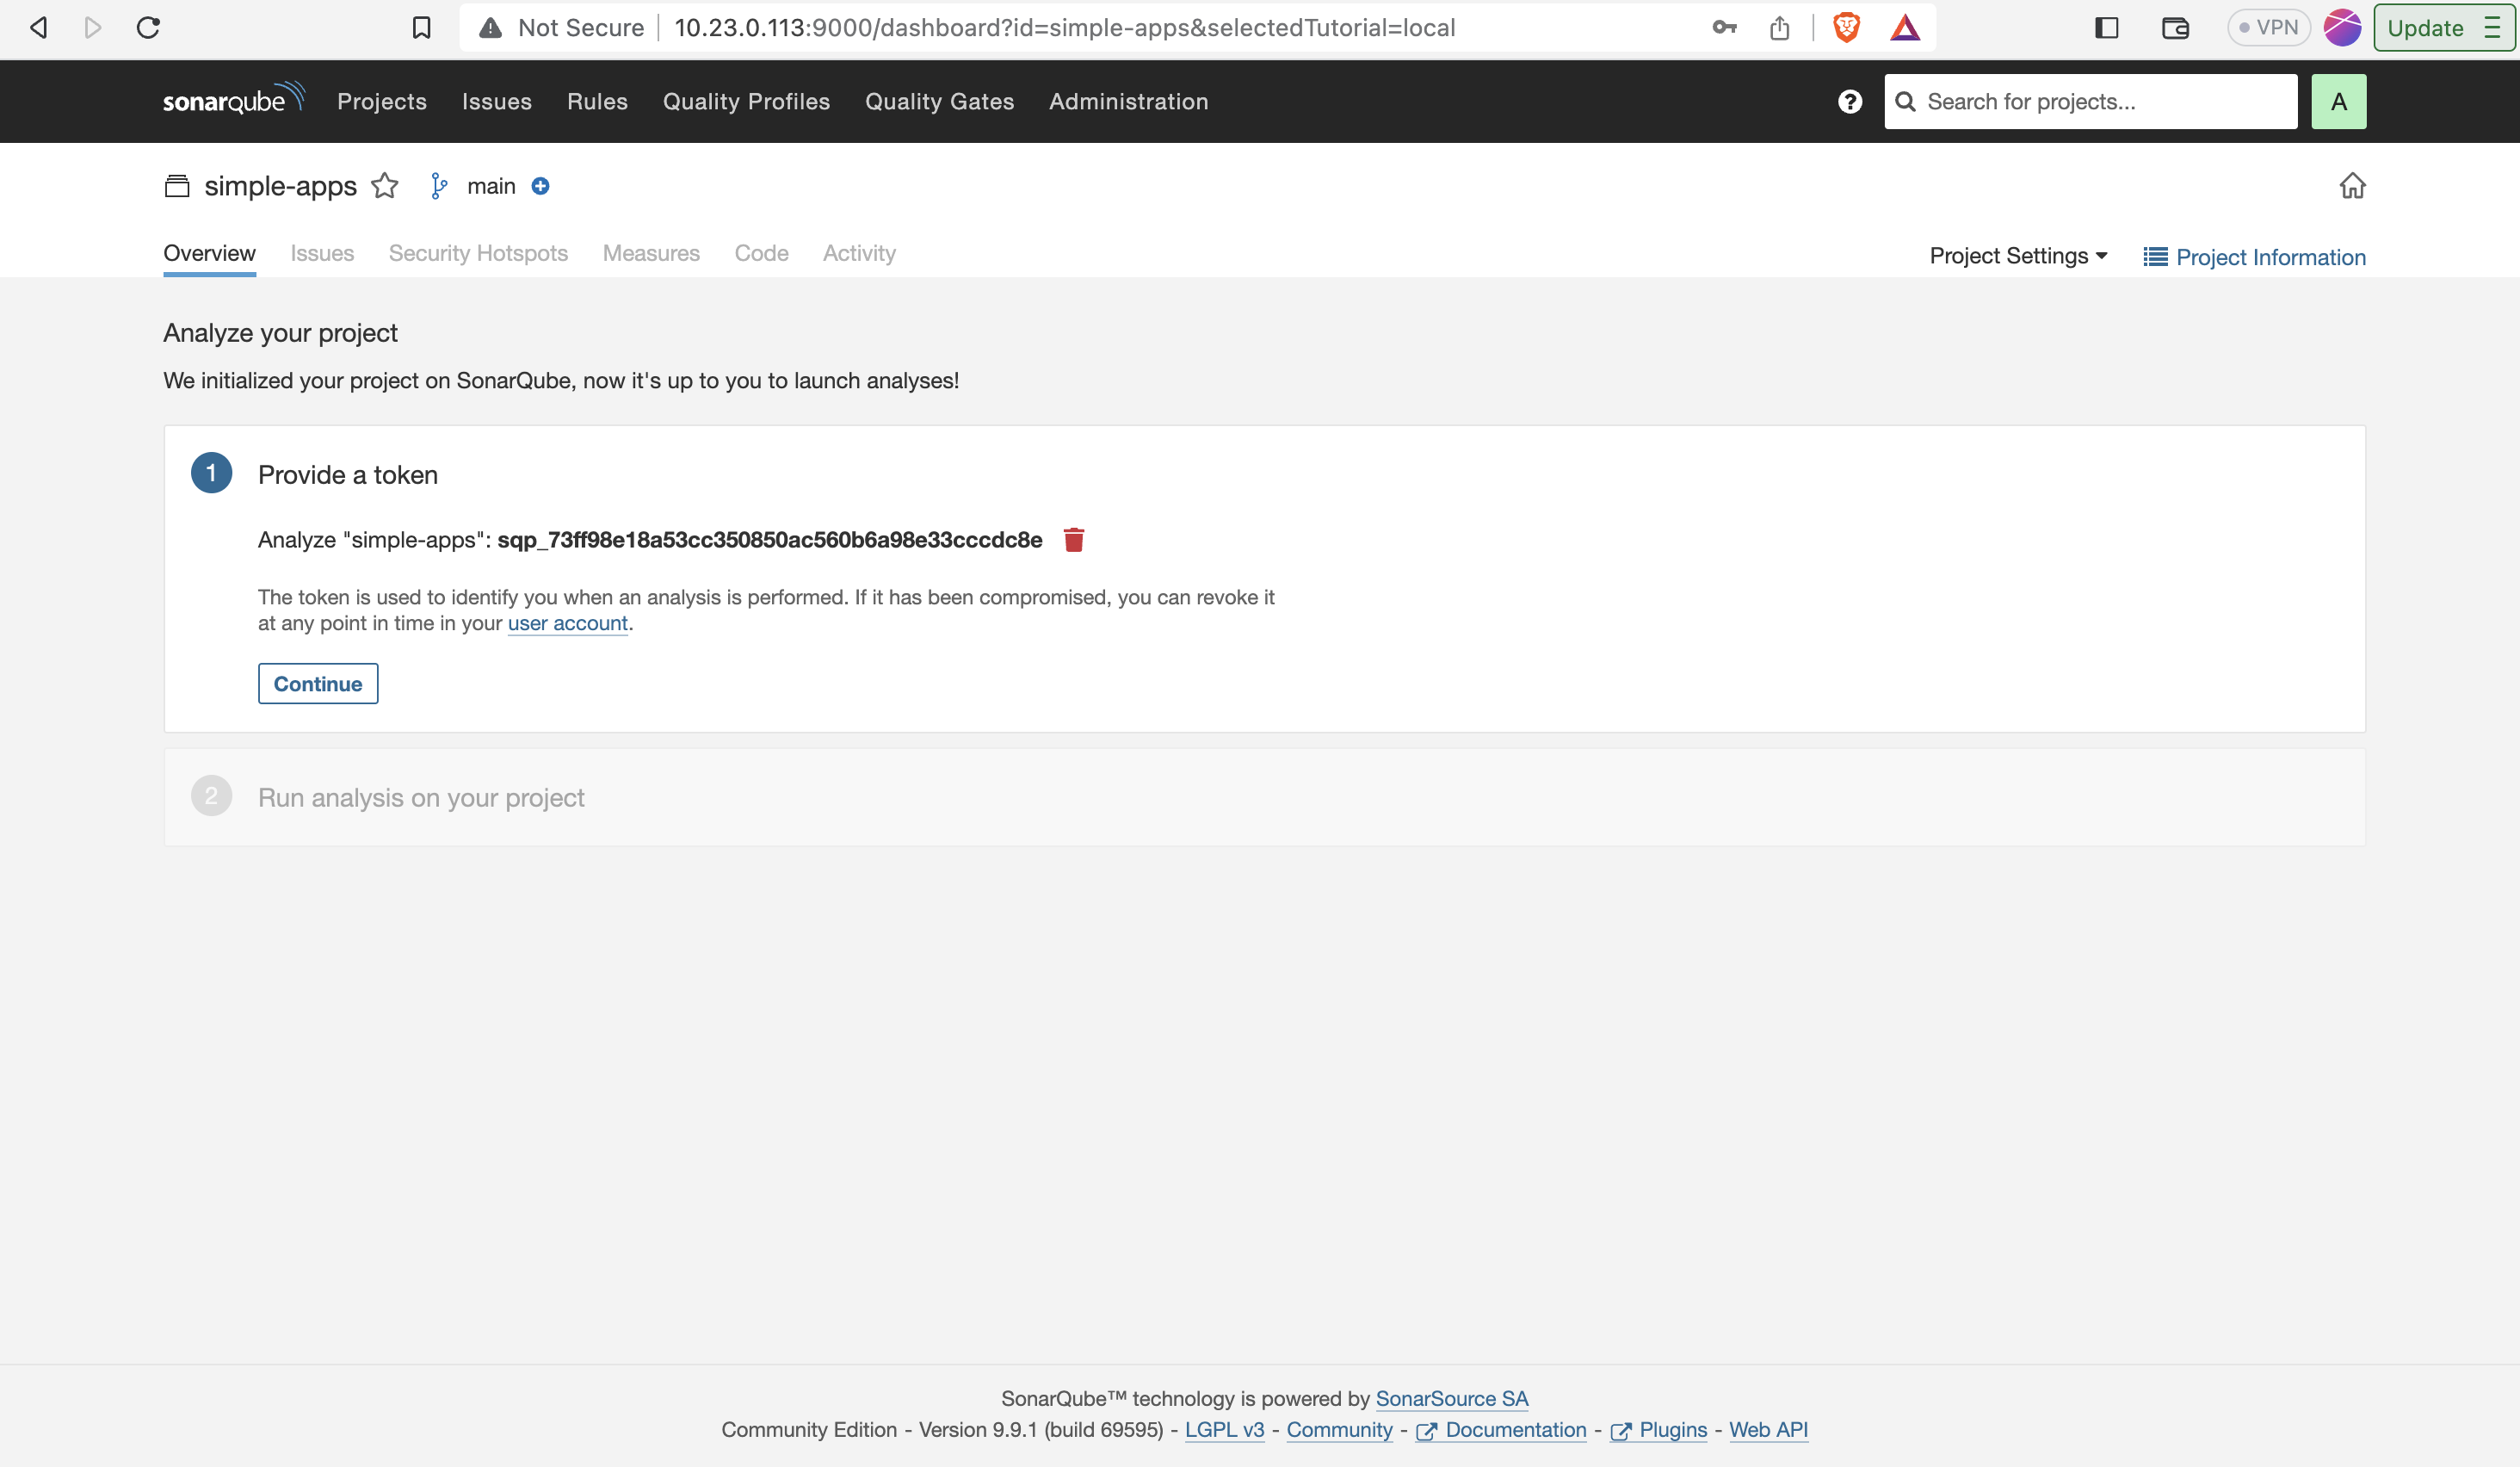 Not Secure 10.23.0.113:9000/dashboard?id=simple-apps&selectedTutorial=local VPN Update
sonarqube Projects Issues Rules Quality Profiles Quality Gates Administration Search for projects... A
simple-apps main
Overview Issues Security Hotspots Measures Code Activity Project Settings Project Information
Analyze your project
We initialized your project on SonarQube, now it's up to you to launch analyses!
1 Provide a token
Analyze "simple-apps": sqp_73ff98e18a53cc350850ac560b6a98e33cccdc8e
The token is used to identify you when an analysis is performed. If it has been compromised, you can revoke it
at any point in time in your user account.
Continue
2 Run analysis on your project
SonarQube™ technology is powered by SonarSource SA
Community Edition - Version 9.9.1 (build 69595) - LGPL v3 - Community - Documentation - Plugins - Web API